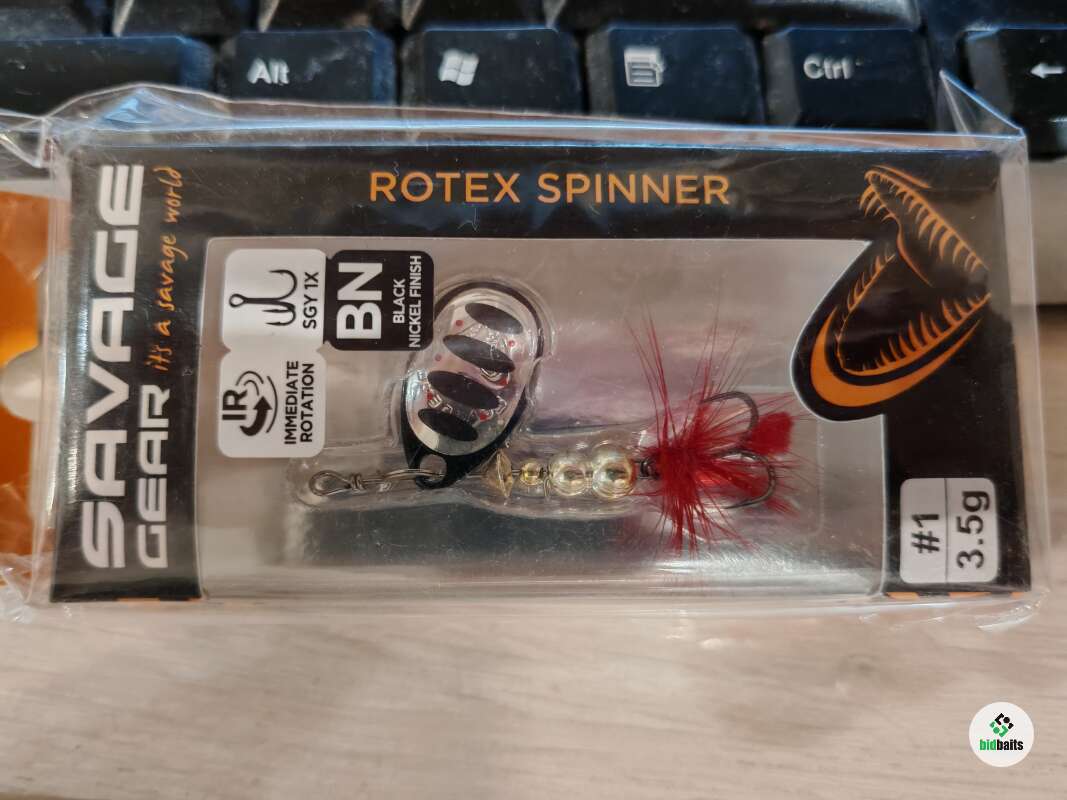 Alt
Ctrl
ROTEX SPINNER
SAVAGE
GEAR
it's a savage world
SGY 1X
BN
BLACK
NICKEL FINISH
IR
IMMEDIATE
ROTATION
#1
3.5g
bidbaits